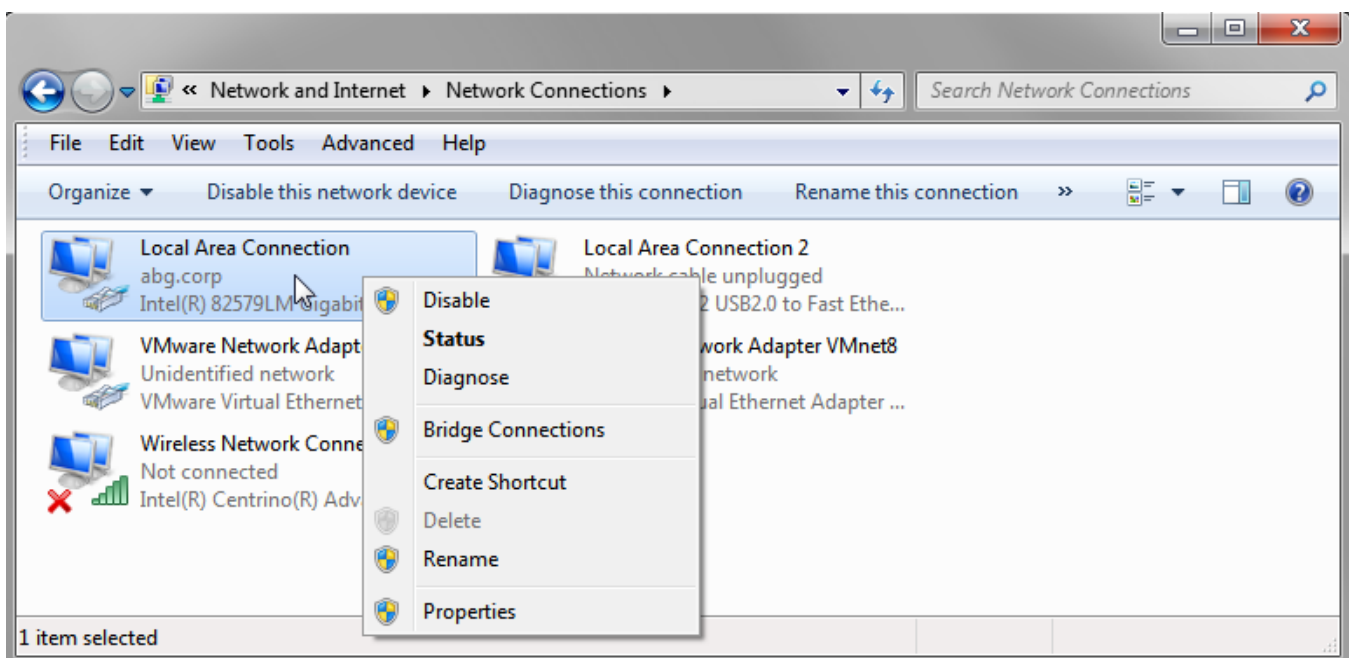 « Network and Internet ▸ Network Connections ▸
Search Network Connections
File Edit View Tools Advanced Help
Organize Disable this network device Diagnose this connection Rename this connection »
Local Area Connection
abg.corp
Intel(R) 82579LM Gigabit
Local Area Connection 2
Network cable unplugged
2 USB2.0 to Fast Ethe...
VMware Network Adapt
Unidentified network
VMware Virtual Ethernet
Adapter VMnet8
network
Ethernet Adapter ...
Wireless Network Conne
Not connected
Intel(R) Centrino(R) Adv
Disable
Status
Diagnose
Bridge Connections
Create Shortcut
Delete
Rename
Properties
1 item selected